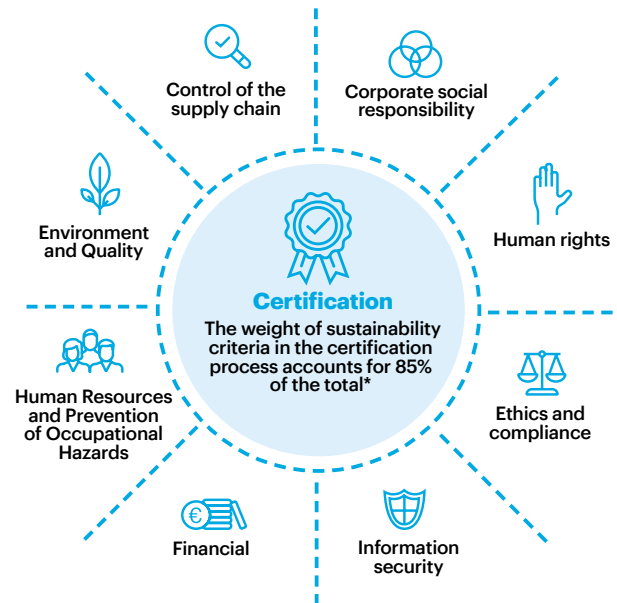 Control of the
supply chain
Corporate social
responsibility
Environment
and Quality
Human rights
Certification
The weight of sustainability
criteria in the certification
process accounts for 85%
of the total*
Human Resources
and Prevention
of Occupational
Hazards
Ethics and
compliance
€
Financial
Information
security